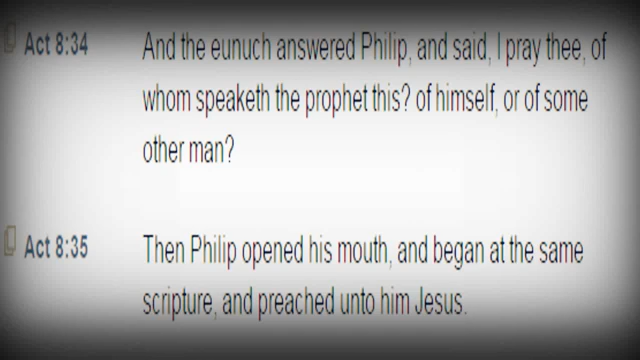 Act 8:34 And the eunuch answered Philip, and said, I pray thee, of
whom speaketh the prophet this? of himself, or of some
other man?
Act 8:35 Then Philip opened his mouth, and began at the same
scripture, and preached unto him Jesus.